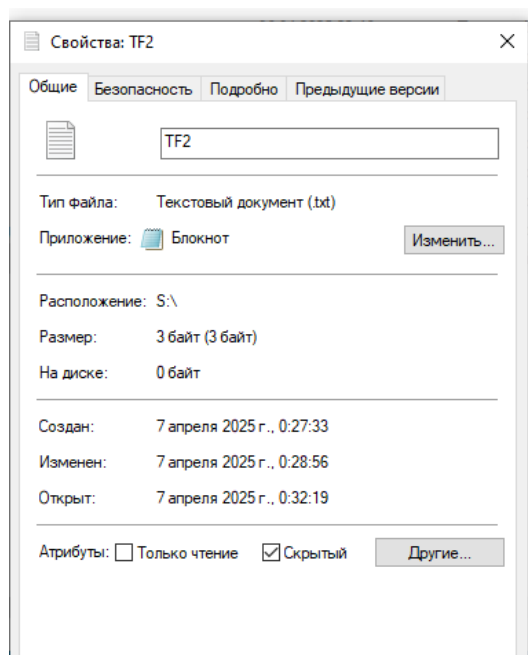 Свойства: TF2
Общие Безопасность Подробно Предыдущие версии
TF2
Тип файла: Текстовый документ (.txt)
Приложение: Блокнот Изменить...
Расположение: S:\
Размер: 3 байт (3 байт)
На диске: 0 байт
Создан: 7 апреля 2025 г., 0:27:33
Изменен: 7 апреля 2025 г., 0:28:56
Открыт: 7 апреля 2025 г., 0:32:19
Атрибуты: Только чтение Скрытый Другие...